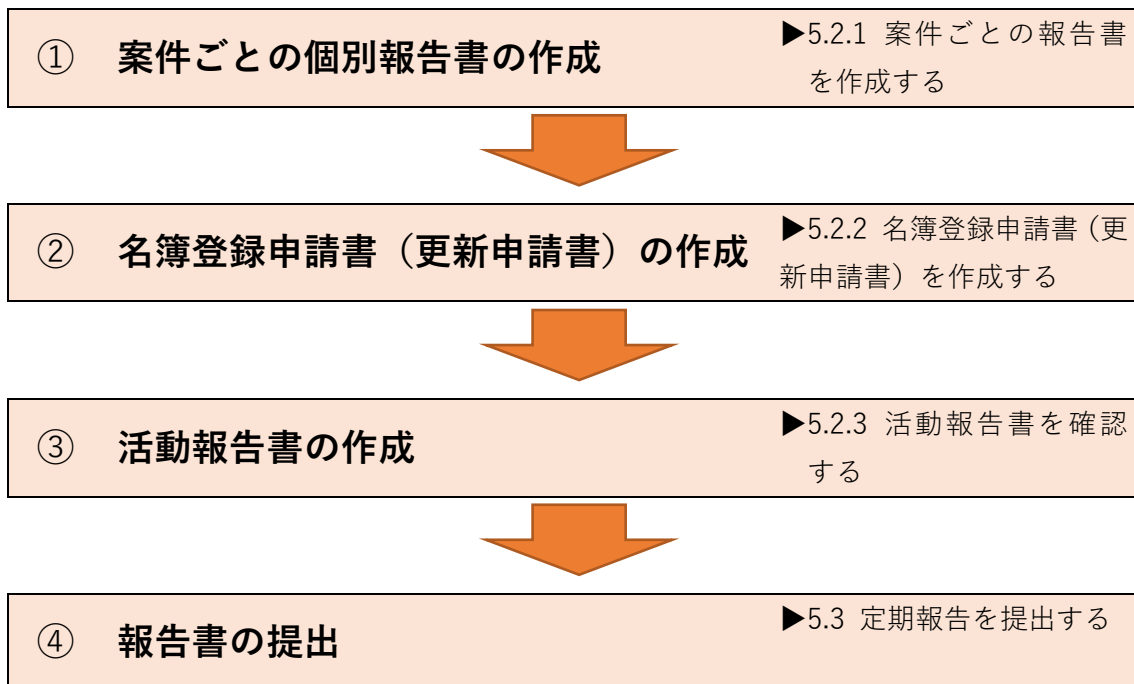 ① 案件ごとの個別報告書の作成
▶5.2.1 案件ごとの報告書
を作成する
② 名簿登録申請書（更新申請書）の作成
▶5.2.2 名簿登録申請書（更
新申請書）を作成する
③ 活動報告書の作成
▶5.2.3 活動報告書を確認
する
④ 報告書の提出
▶5.3 定期報告を提出する